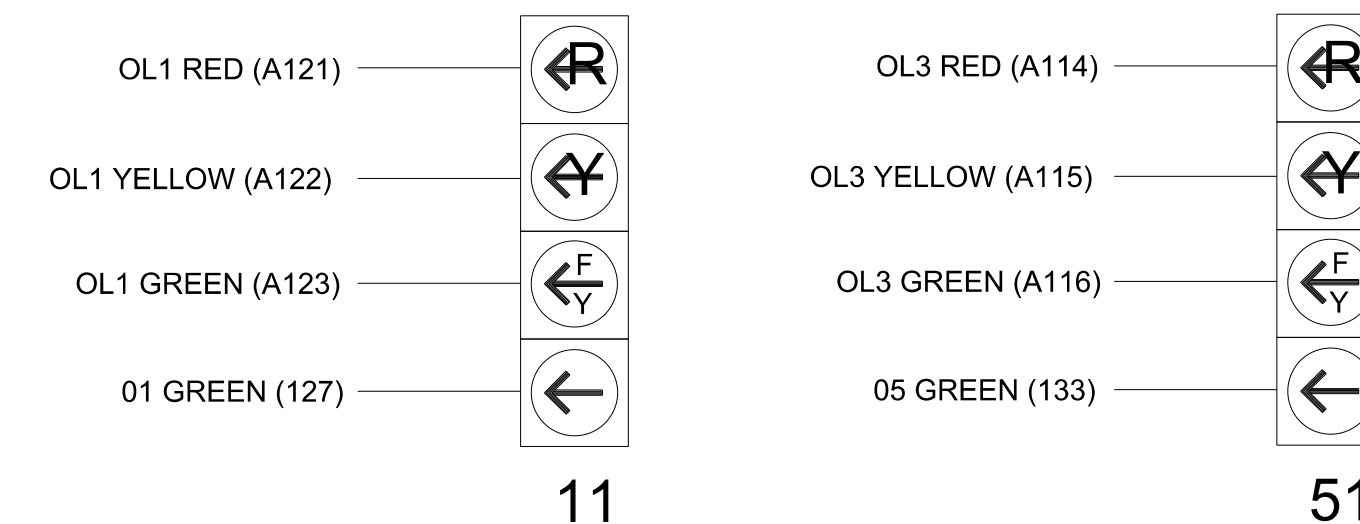 OL1 RED (A121)
R
OL1 YELLOW (A122)
Y
OL1 GREEN (A123)
F
Y
01 GREEN (127)
11
OL3 RED (A114)
R
OL3 YELLOW (A115)
Y
OL3 GREEN (A116)
F
Y
05 GREEN (133)
51